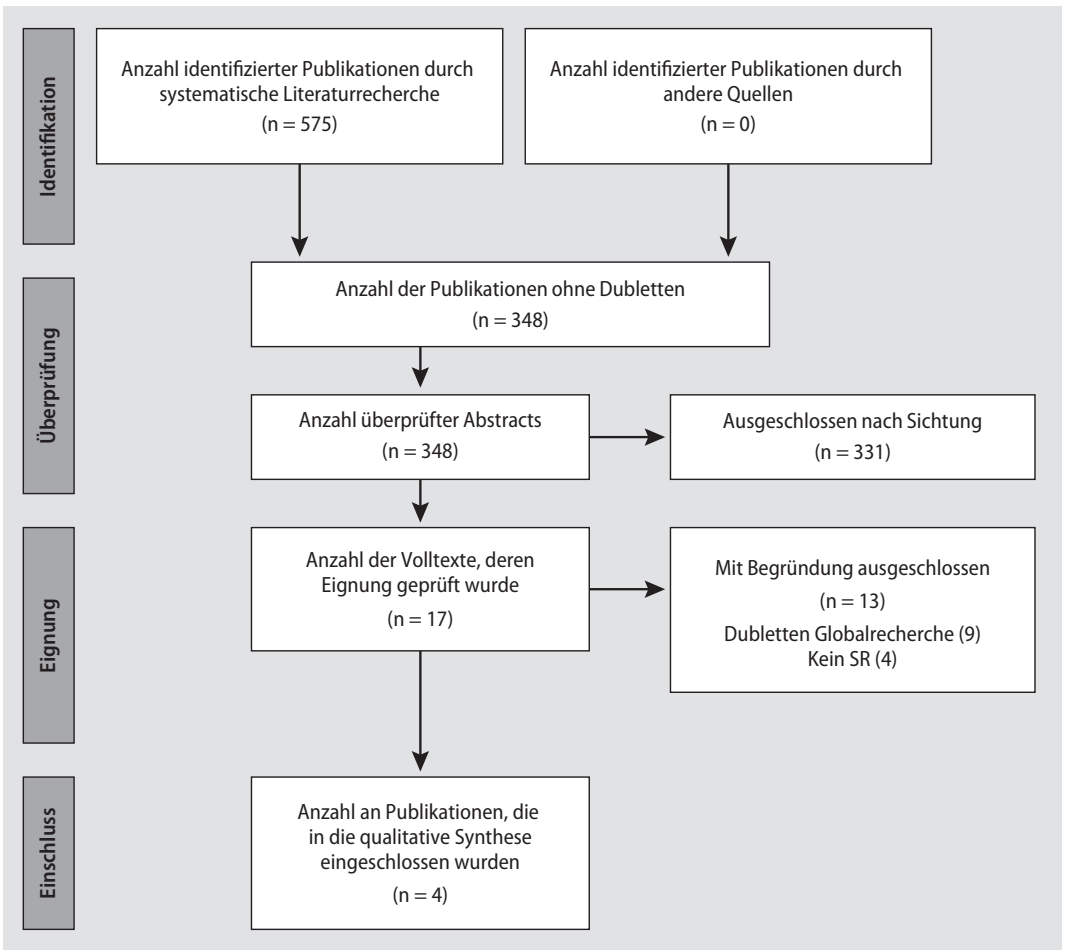 Identifikation
Anzahl identifizierter Publikationen durch
systematische Literaturrecherche
(n = 575)
Anzahl identifizierter Publikationen durch
andere Quellen
(n = 0)
Überprüfung
Anzahl der Publikationen ohne Dubletten
(n = 348)
Anzahl überprüfter Abstracts
(n = 348)
Ausgeschlossen nach Sichtung
(n = 331)
Eignung
Anzahl der Volltexte, deren
Eignung geprüft wurde
(n = 17)
Mit Begründung ausgeschlossen
(n = 13)
Dubletten Globalrecherche (9)
Kein SR (4)
Einschluss
Anzahl an Publikationen, die
in die qualitative Synthese
eingeschlossen wurden
(n = 4)